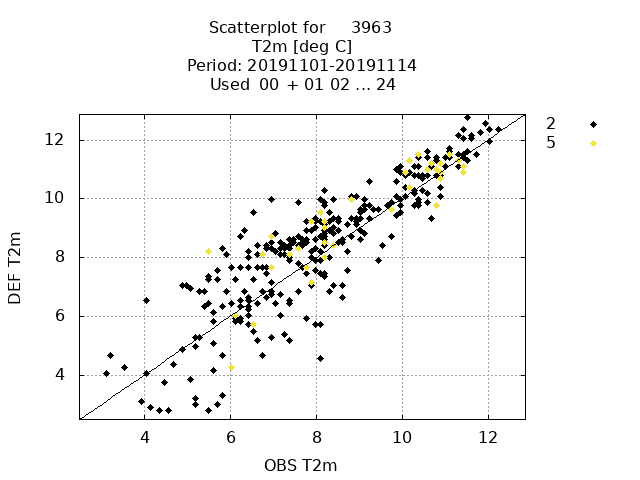 Scatterplot for 3963
T2m [deg C]
Period: 20191101-20191114
Used 00 + 01 02 ... 24
2
5
12
10
8
6
4
DEF T2m
4 6 8 10 12
OBS T2m